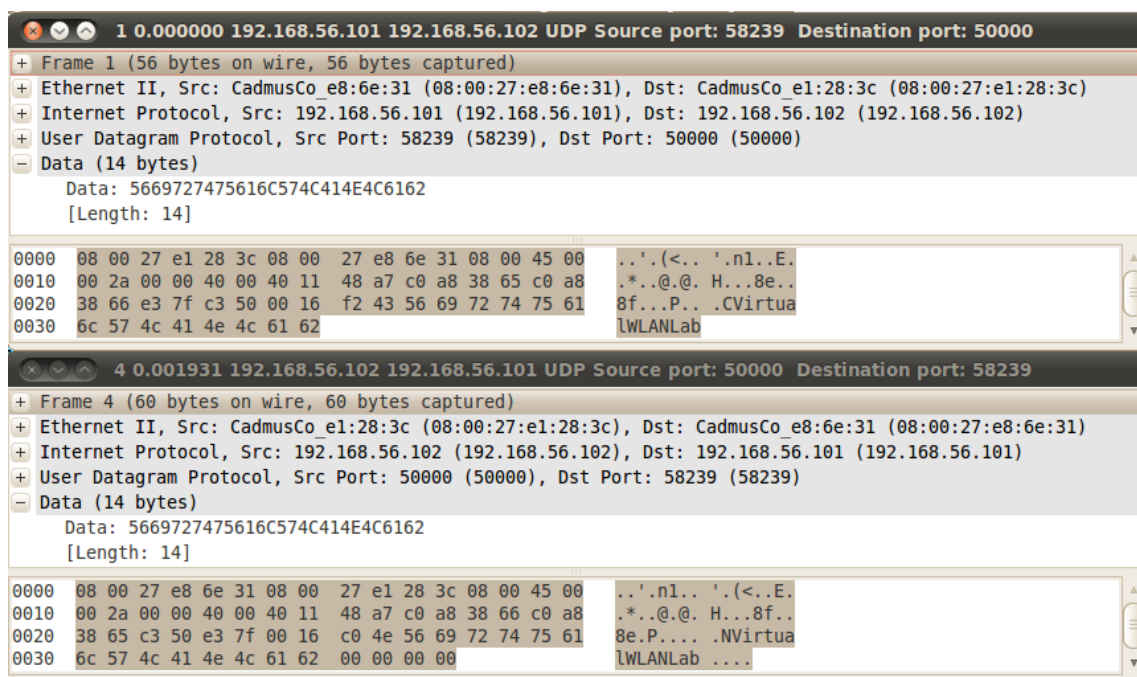 1 0.000000 192.168.56.101 192.168.56.102 UDP Source port: 58239 Destination port: 50000
+ Frame 1 (56 bytes on wire, 56 bytes captured)
+ Ethernet II, Src: CadmusCo_e8:6e:31 (08:00:27:e8:6e:31), Dst: CadmusCo_e1:28:3c (08:00:27:e1:28:3c)
+ Internet Protocol, Src: 192.168.56.101 (192.168.56.101), Dst: 192.168.56.102 (192.168.56.102)
+ User Datagram Protocol, Src Port: 58239 (58239), Dst Port: 50000 (50000)
− Data (14 bytes)
Data: 5669727475616C574C414E4C6162
[Length: 14]
0000 08 00 27 e1 28 3c 08 00 27 e8 6e 31 08 00 45 00 ..'.(<.. '.n1..E.
0010 00 2a 00 00 40 00 40 11 48 a7 c0 a8 38 65 c0 a8 .*..@.@. H...8e..
0020 38 66 e3 7f c3 50 00 16 f2 43 56 69 72 74 75 61 8f...P.. .CVirtua
0030 6c 57 4c 41 4e 4c 61 62 lWLANLab
4 0.001931 192.168.56.102 192.168.56.101 UDP Source port: 50000 Destination port: 58239
+ Frame 4 (60 bytes on wire, 60 bytes captured)
+ Ethernet II, Src: CadmusCo_e1:28:3c (08:00:27:e1:28:3c), Dst: CadmusCo_e8:6e:31 (08:00:27:e8:6e:31)
+ Internet Protocol, Src: 192.168.56.102 (192.168.56.102), Dst: 192.168.56.101 (192.168.56.101)
+ User Datagram Protocol, Src Port: 50000 (50000), Dst Port: 58239 (58239)
− Data (14 bytes)
Data: 5669727475616C574C414E4C6162
[Length: 14]
0000 08 00 27 e8 6e 31 08 00 27 e1 28 3c 08 00 45 00 ..'.n1.. '.(<..E.
0010 00 2a 00 00 40 00 40 11 48 a7 c0 a8 38 66 c0 a8 .*..@.@. H...8f..
0020 38 65 c3 50 e3 7f 00 16 c0 4e 56 69 72 74 75 61 8e.P.... .NVirtua
0030 6c 57 4c 41 4e 4c 61 62 00 00 00 00 lWLANLab ....